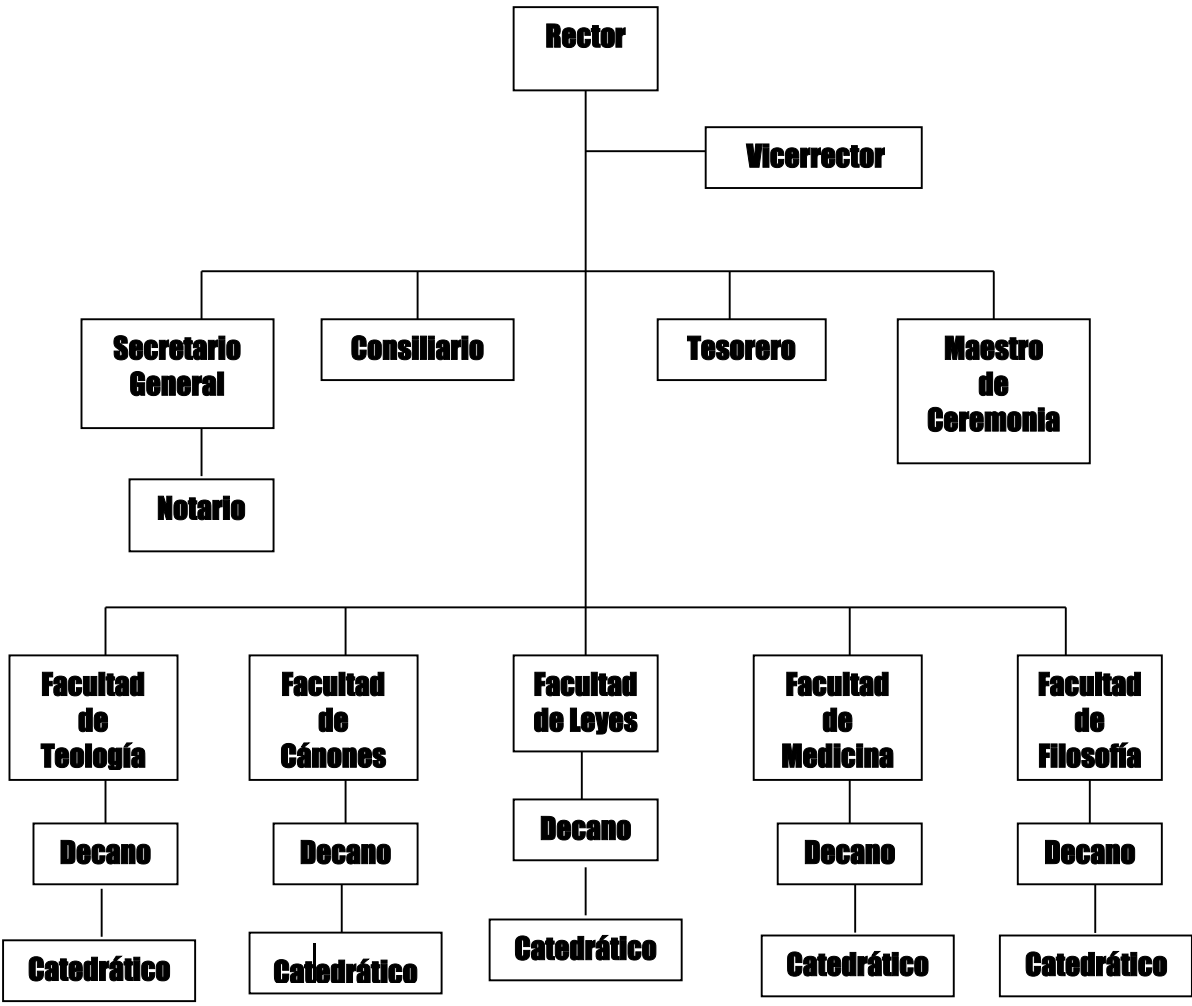 Rector
Vicerrector
Secretario
General
Consiliario
Tesorero
Maestro
de
Ceremonia
Notario
Facultad
de
Teología
Facultad
de
Cánones
Facultad
de Leyes
Facultad
de
Medicina
Facultad
de
Filosofía
Decano
Decano
Decano
Decano
Decano
Catedrático
Catedrático
Catedrático
Catedrático
Catedrático